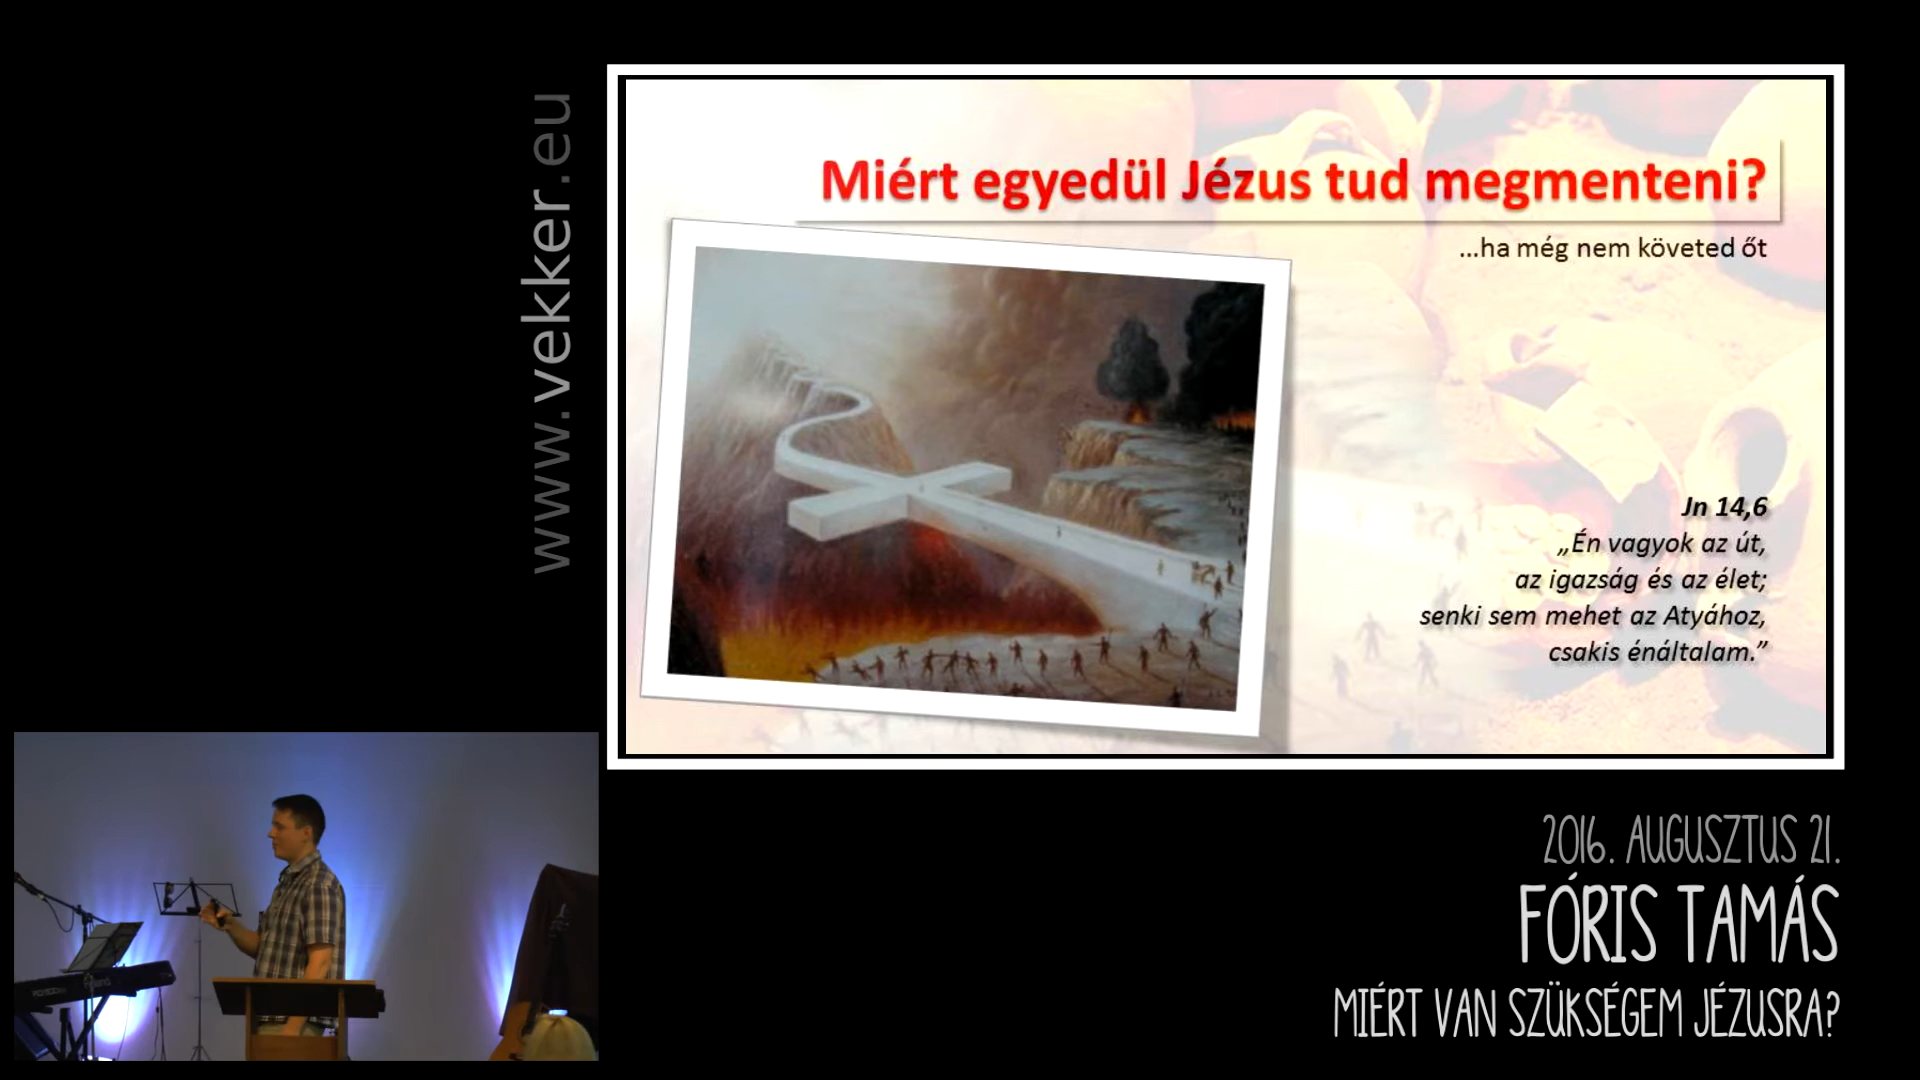 www.vekker.eu
Miért egyedül Jézus tud megmenteni?
...ha még nem követed őt
Jn 14,6
„Én vagyok az út,
az igazság és az élet;
senki sem mehet az Atyához,
csakis énáltalam.”
2016. AUGUSZTUS 21.
FÓRIS TAMÁS
MIÉRT VAN SZÜKSÉGEM JÉZUSRA?
Roland